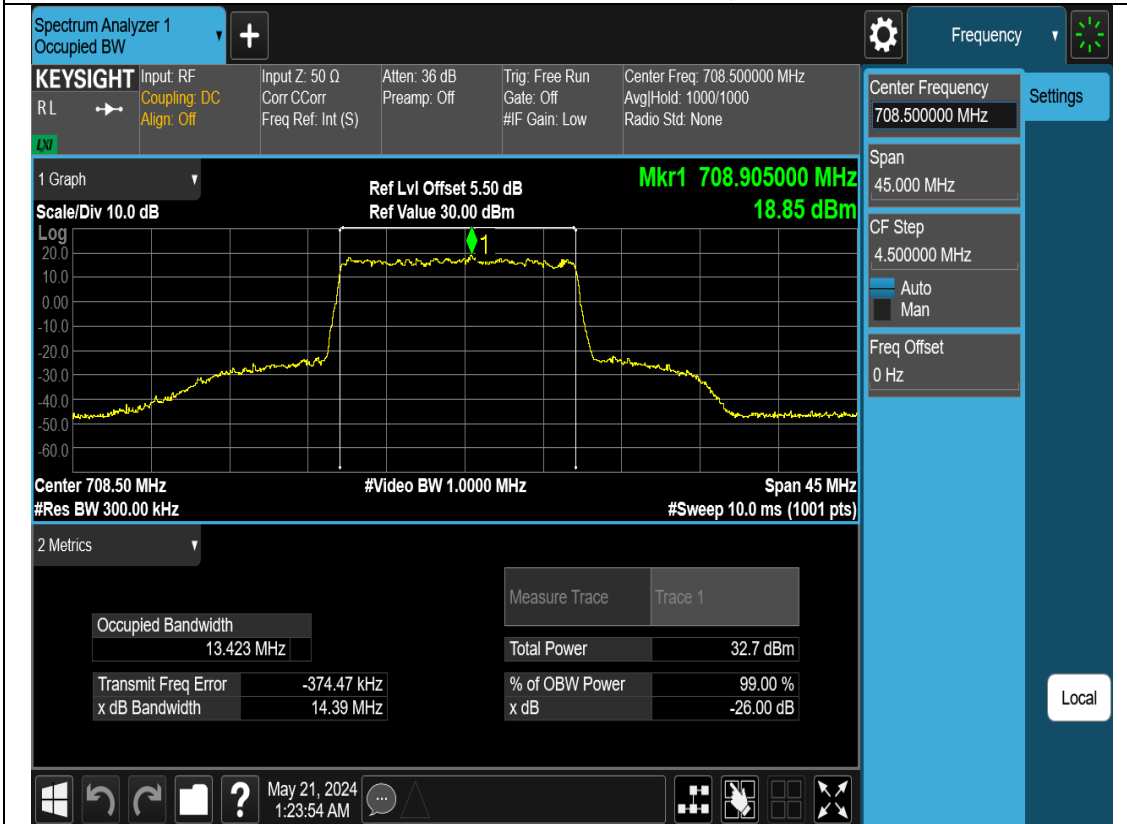 Spectrum Analyzer 1
Occupied BW
+
Frequency
KEYSIGHT
R L
LXI
Input: RF
Coupling: DC
Align: Off
Input Z: 50 Ω
Corr CCorr
Freq Ref: Int (S)
Atten: 36 dB
Preamp: Off
Trig: Free Run
Gate: Off
#IF Gain: Low
Center Freq: 708.500000 MHz
Avg|Hold: 1000/1000
Radio Std: None
Center Frequency
708.500000 MHz
Settings
Span
45.000 MHz
CF Step
4.500000 MHz
Auto
Man
Freq Offset
0 Hz
Local
1 Graph
Scale/Div 10.0 dB
Ref Lvl Offset 5.50 dB
Ref Value 30.00 dBm
Mkr1 708.905000 MHz
18.85 dBm
Log
1
20.0
10.0
0.00
-10.0
-20.0
-30.0
-40.0
-50.0
-60.0
Center 708.50 MHz
#Video BW 1.0000 MHz
Span 45 MHz
#Res BW 300.00 kHz
#Sweep 10.0 ms (1001 pts)
2 Metrics
Measure Trace Trace 1
Occupied Bandwidth
13.423 MHz
Total Power 32.7 dBm
Transmit Freq Error -374.47 kHz
% of OBW Power 99.00 %
x dB Bandwidth 14.39 MHz
x dB -26.00 dB
?
May 21, 2024
1:23:54 AM